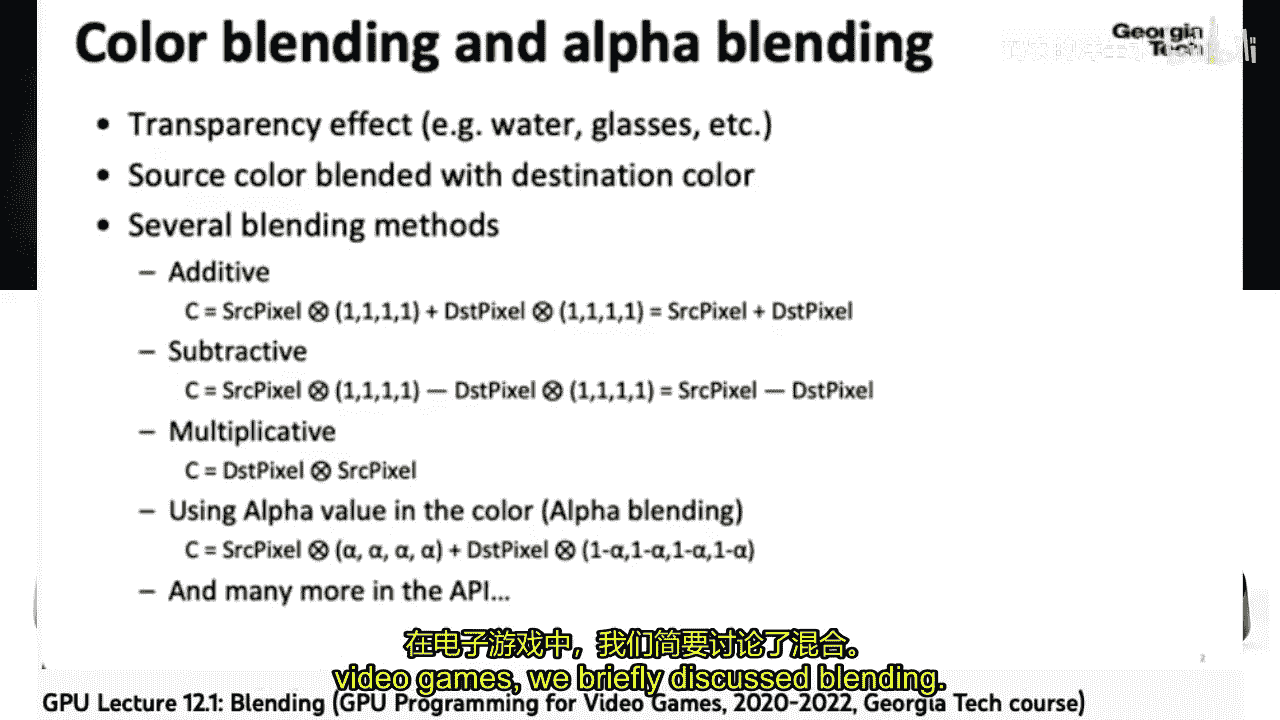 Color blending and alpha blending
Georgia
Tech
• Transparency effect (e.g. water, glasses, etc.)
• Source color blended with destination color
• Several blending methods
– Additive
C = SrcPixel ⊗ (1,1,1,1) + DstPixel ⊗ (1,1,1,1) = SrcPixel + DstPixel
– Subtractive
C = SrcPixel ⊗ (1,1,1,1) — DstPixel ⊗ (1,1,1,1) = SrcPixel — DstPixel
– Multiplicative
C = DstPixel ⊗ SrcPixel
– Using Alpha value in the color (Alpha blending)
C = SrcPixel ⊗ (α, α, α, α) + DstPixel ⊗ (1-α,1-α,1-α,1-α)
– And many more in the API...
2
在电子游戏中，我们简要讨论了混合。
video games, we briefly discussed blending.
GPU Lecture 12.1: Blending (GPU Programming for Video Games, 2020-2022, Georgia Tech course)